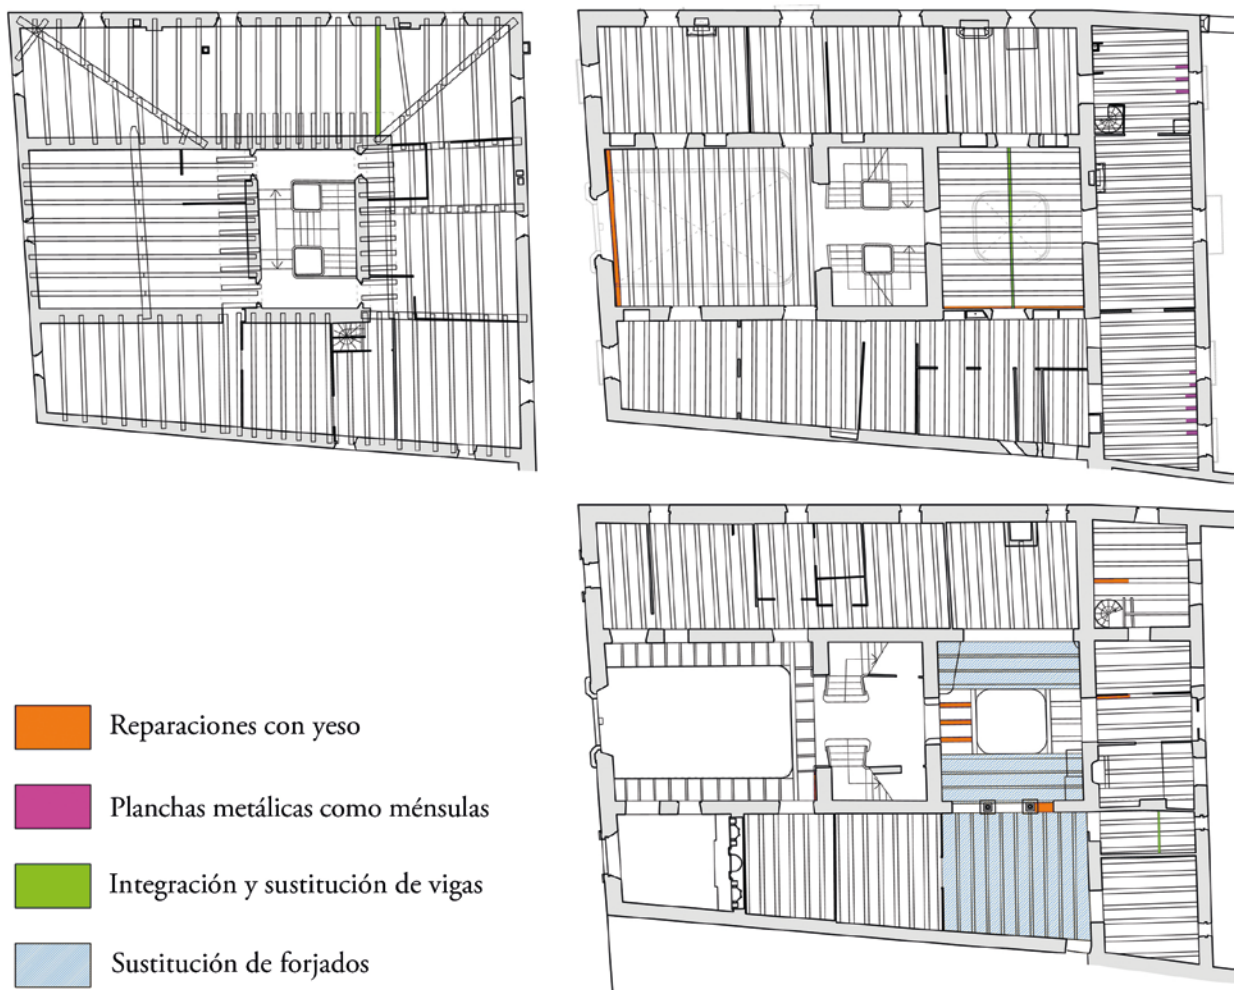 Reparaciones con yeso
Planchas metálicas como ménsulas
Integración y sustitución de vigas
Sustitución de forjados